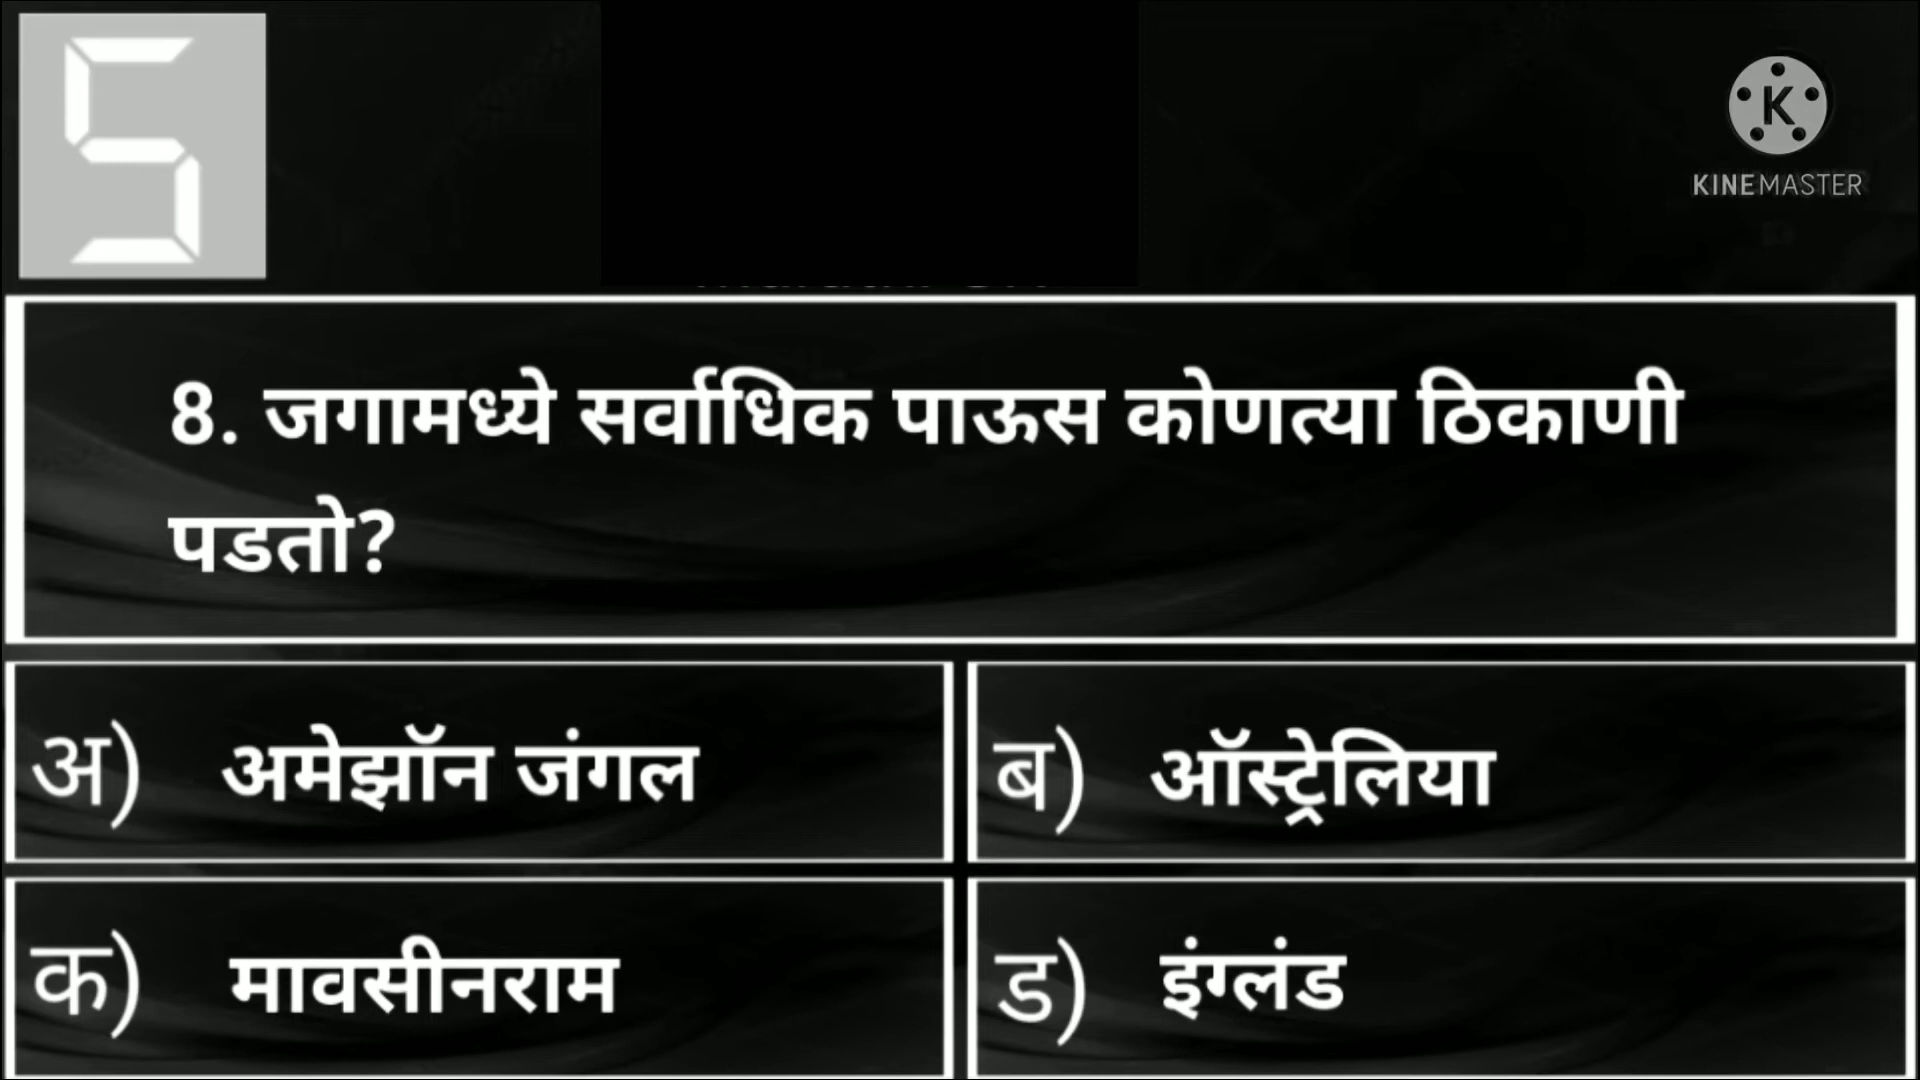 5
KINEMASTER
8. जगामध्ये सर्वाधिक पाऊस कोणत्या ठिकाणी
पडतो?
अ) अमेझॉन जंगल
ब) ऑस्ट्रेलिया
क) मावसीनराम
ड) इंग्लंड